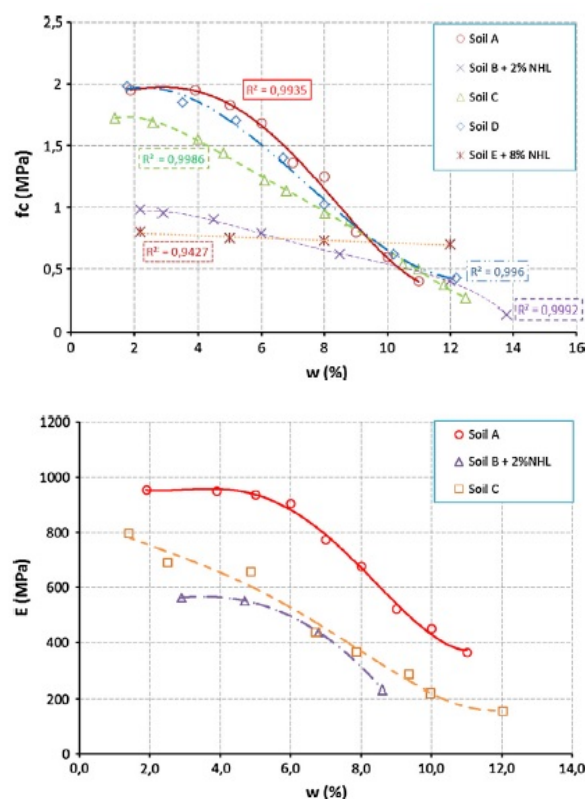 2,5
2
1,5
1
0,5
0
fc (MPa)
0 2 4 6 8 10 12 14 16
w (%)
Soil A
Soil B + 2% NHL
Soil C
Soil D
Soil E + 8% NHL
R² = 0,9935
R² = 0,9986
R² = 0,9427
R² = 0,996
R² = 0,9992
1200
1000
800
600
400
200
0
E (MPa)
0,0 2,0 4,0 6,0 8,0 10,0 12,0 14,0
w (%)
Soil A
Soil B + 2%NHL
Soil C